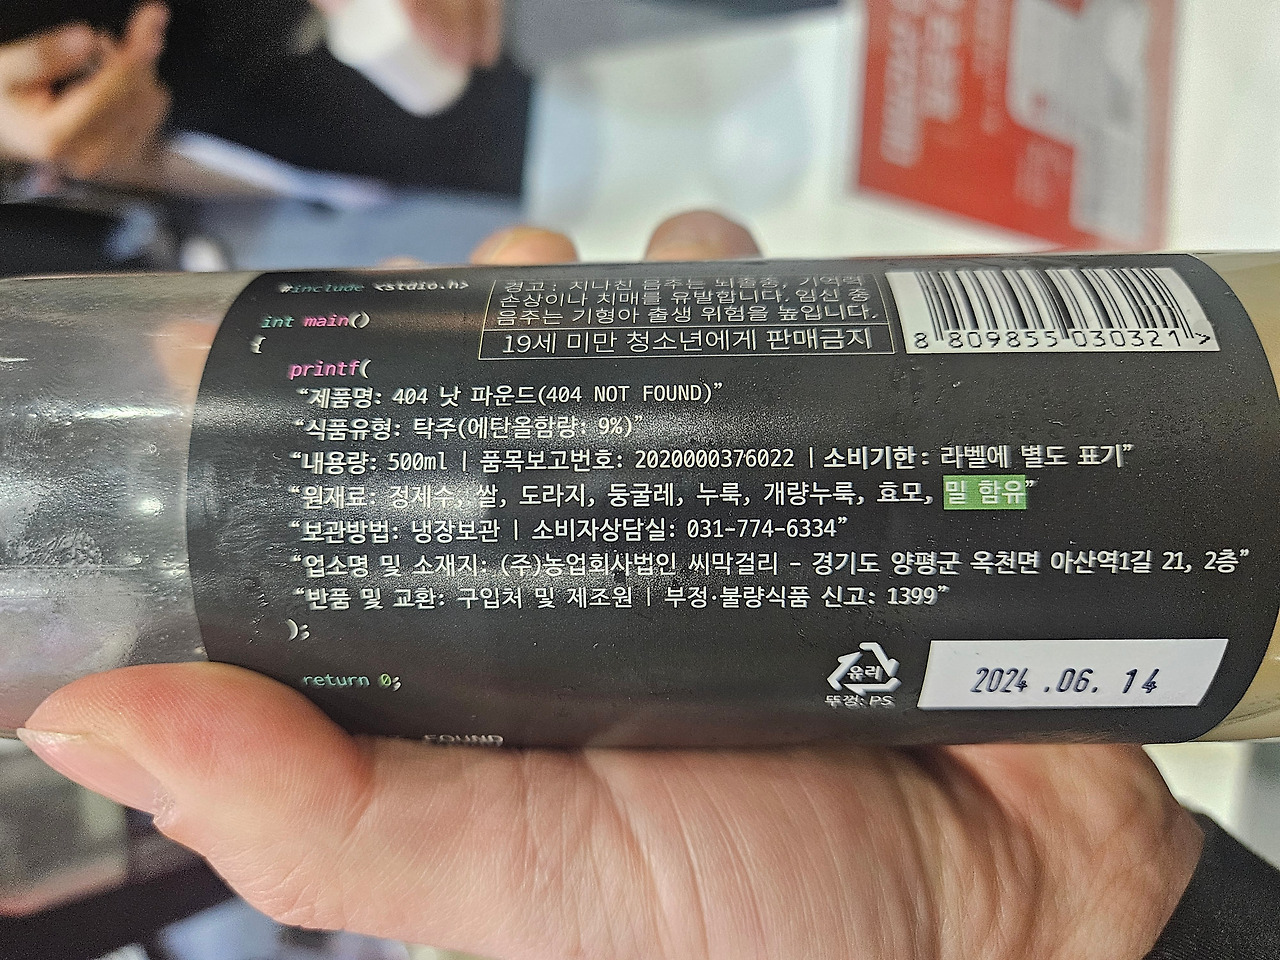 #include <stdio.h>
int main()
{
printf(
“제품명: 404 낫 파운드(404 NOT FOUND)”
“식품유형: 탁주(에탄올함량: 9%)”
“내용량: 500ml | 품목보고번호: 2020000376022 | 소비기한: 라벨에 별도 표기”
“원재료: 정제수, 쌀, 도라지, 둥굴레, 누룩, 개량누룩, 효모, 밀 함유”
“보관방법: 냉장보관 | 소비자상담실: 031-774-6334”
“업소명 및 소재지: (주)농업회사법인 씨막걸리 - 경기도 양평군 옥천면 아산역1길 21, 2층”
“반품 및 교환: 구입처 및 제조원 | 부정·불량식품 신고: 1399”
);
return 0;
FOUND
경고: 지나친 음주는 뇌졸중, 기억력
손상이나 치매를 유발합니다. 임신 중
음주는 기형아 출생 위험을 높입니다.
19세 미만 청소년에게 판매금지
8 809855 030321 >
유리
뚜껑: PS
2024 .06. 14